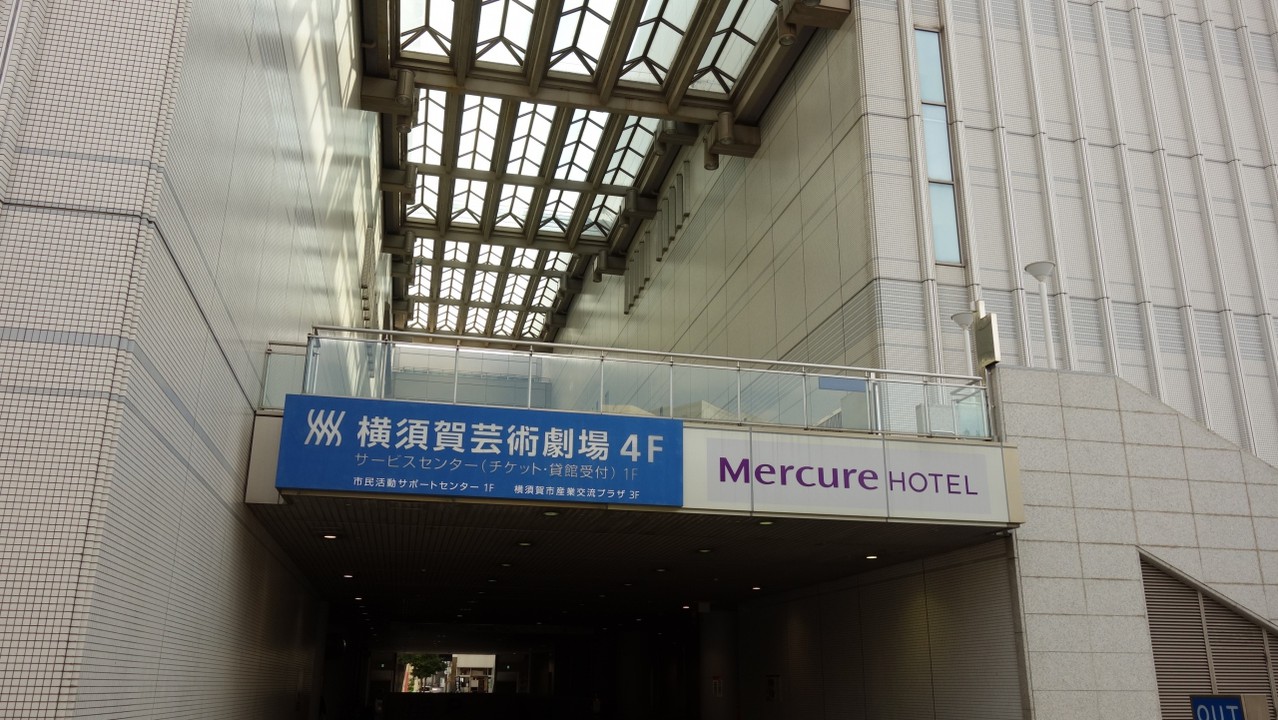 横須賀芸術劇場 4F
サービスセンター(チケット・貸館受付) 1F
市民活動サポートセンター 1F 横須賀市産業交流プラザ 3F
Mercure HOTEL
OUT